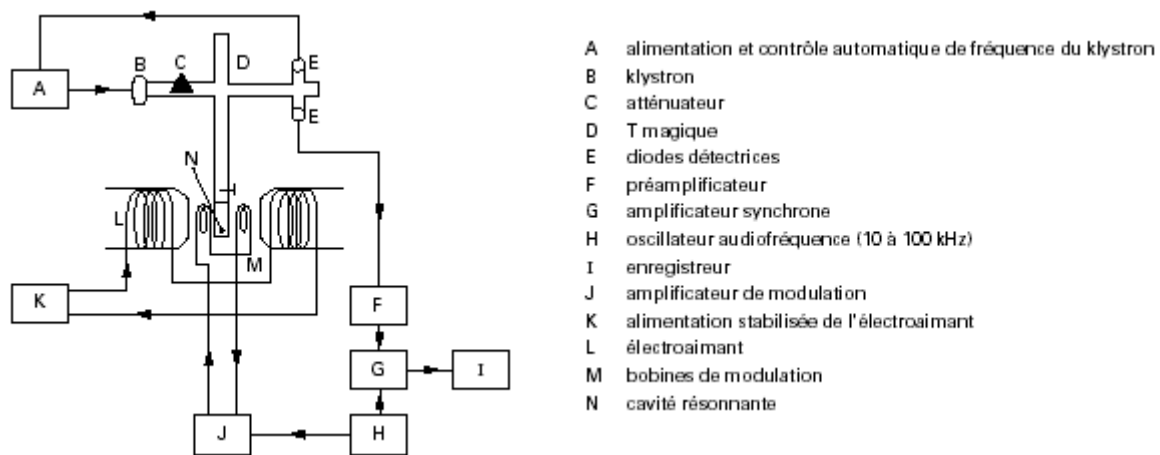 A
B
C
D
E
E
N
L
M
K
F
G
I
J
H
A alimentation et contrôle automatique de fréquence du klystron
B klystron
C atténuateur
D T magique
E diodes détectrices
F préamplificateur
G amplificateur synchrone
H oscillateur audiofréquence (10 à 100 kHz)
I enregistreur
J amplificateur de modulation
K alimentation stabilisée de l'électroaimant
L électroaimant
M bobines de modulation
N cavité résonnante